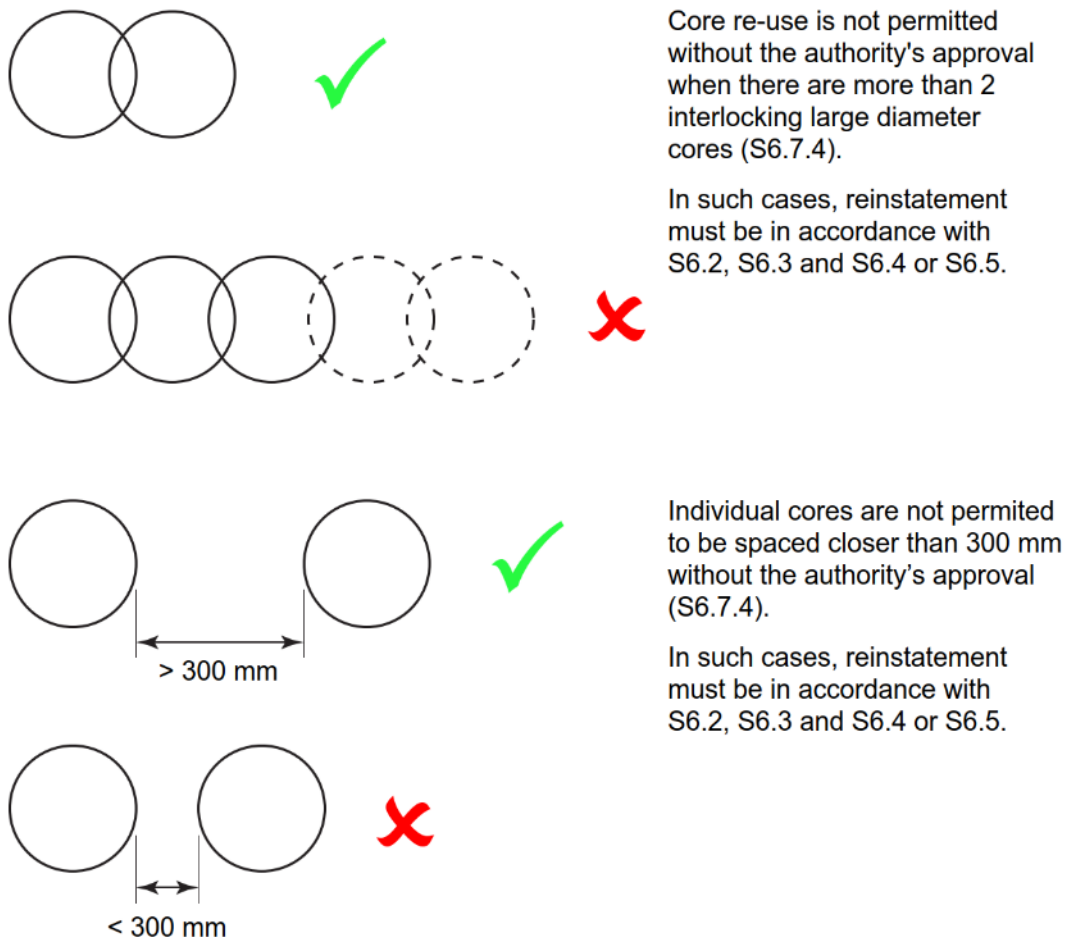 Core re-use is not permitted
without the authority's approval
when there are more than 2
interlocking large diameter
cores (S6.7.4).
In such cases, reinstatement
must be in accordance with
S6.2, S6.3 and S6.4 or S6.5.
Individual cores are not permited
to be spaced closer than 300 mm
without the authority’s approval
(S6.7.4).
In such cases, reinstatement
must be in accordance with
S6.2, S6.3 and S6.4 or S6.5.
> 300 mm
< 300 mm